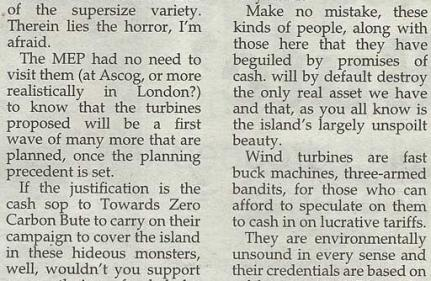 of the supersize variety.
Therein lies the horror, I'm
afraid.
The MEP had no need to
visit them (at Ascog, or more
realistically in London?)
to know that the turbines
proposed will be a first
wave of many more that are
planned, once the planning
precedent is set.
If the justification is the
cash sop to Towards Zero
Carbon Bute to carry on their
campaign to cover the island
in these hideous monsters,
well, wouldn't you support
Make no mistake, these
kinds of people, along with
those here that they have
beguiled by promises of
cash. will by default destroy
the only real asset we have
and that, as you all know is
the island's largely unspoilt
beauty.
Wind turbines are fast
buck machines, three-armed
bandits, for those who can
afford to speculate on them
to cash in on lucrative tariffs.
They are environmentally
unsound in every sense and
their credentials are based on